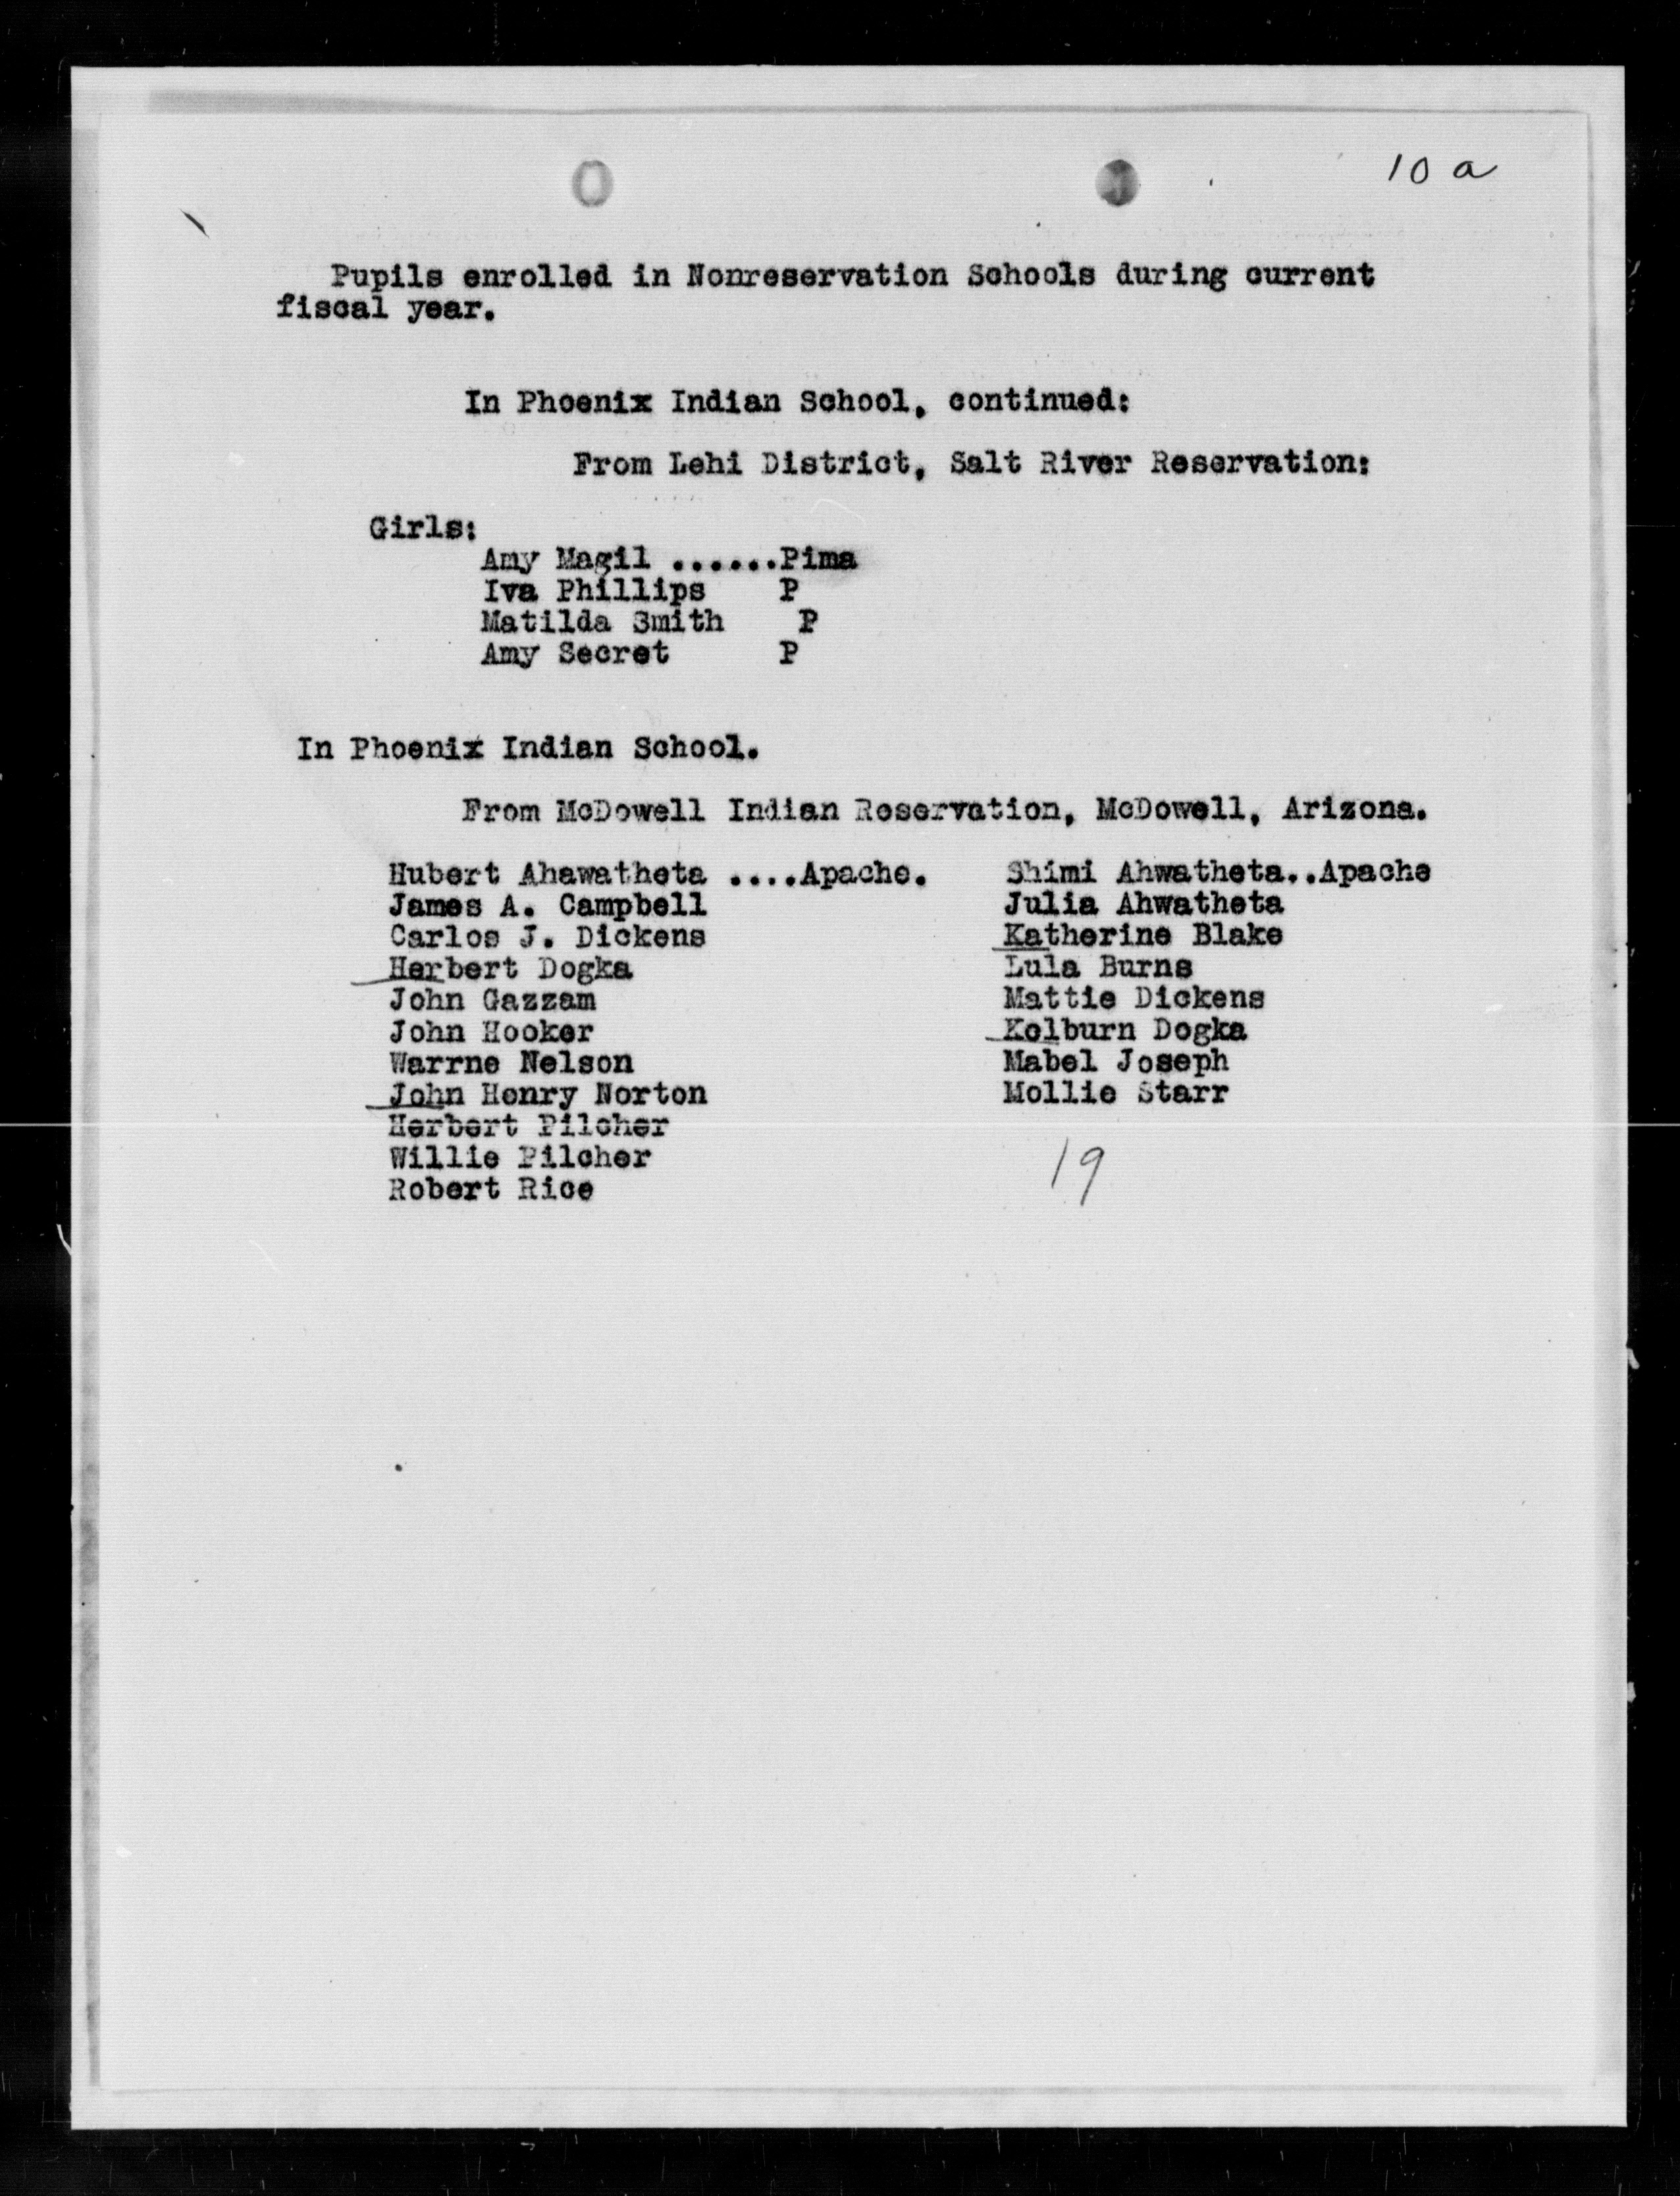 10 a
Pupils enrolled in Nonreservation Schools during current
fiscal year.
In Phoenix Indian School, continued:
From Lehi District, Salt River Reservation:
Girls:
Amy Magil ......Pima
Iva Phillips P
Matilda Smith P
Amy Secret P
In Phoenix Indian School.
From McDowell Indian Reservation, McDowell, Arizona.
Hubert Ahawatheta ....Apache. Shimi Ahwatheta..Apache
James A. Campbell Julia Ahwatheta
Carlos J. Dickens Katherine Blake
Herbert Dogka Lula Burns
John Gazzam Mattie Dickens
John Hooker Kelburn Dogka
Warrne Nelson Mabel Joseph
John Henry Norton Mollie Starr
Herbert Pilcher
Willie Pilcher
Robert Rice
19